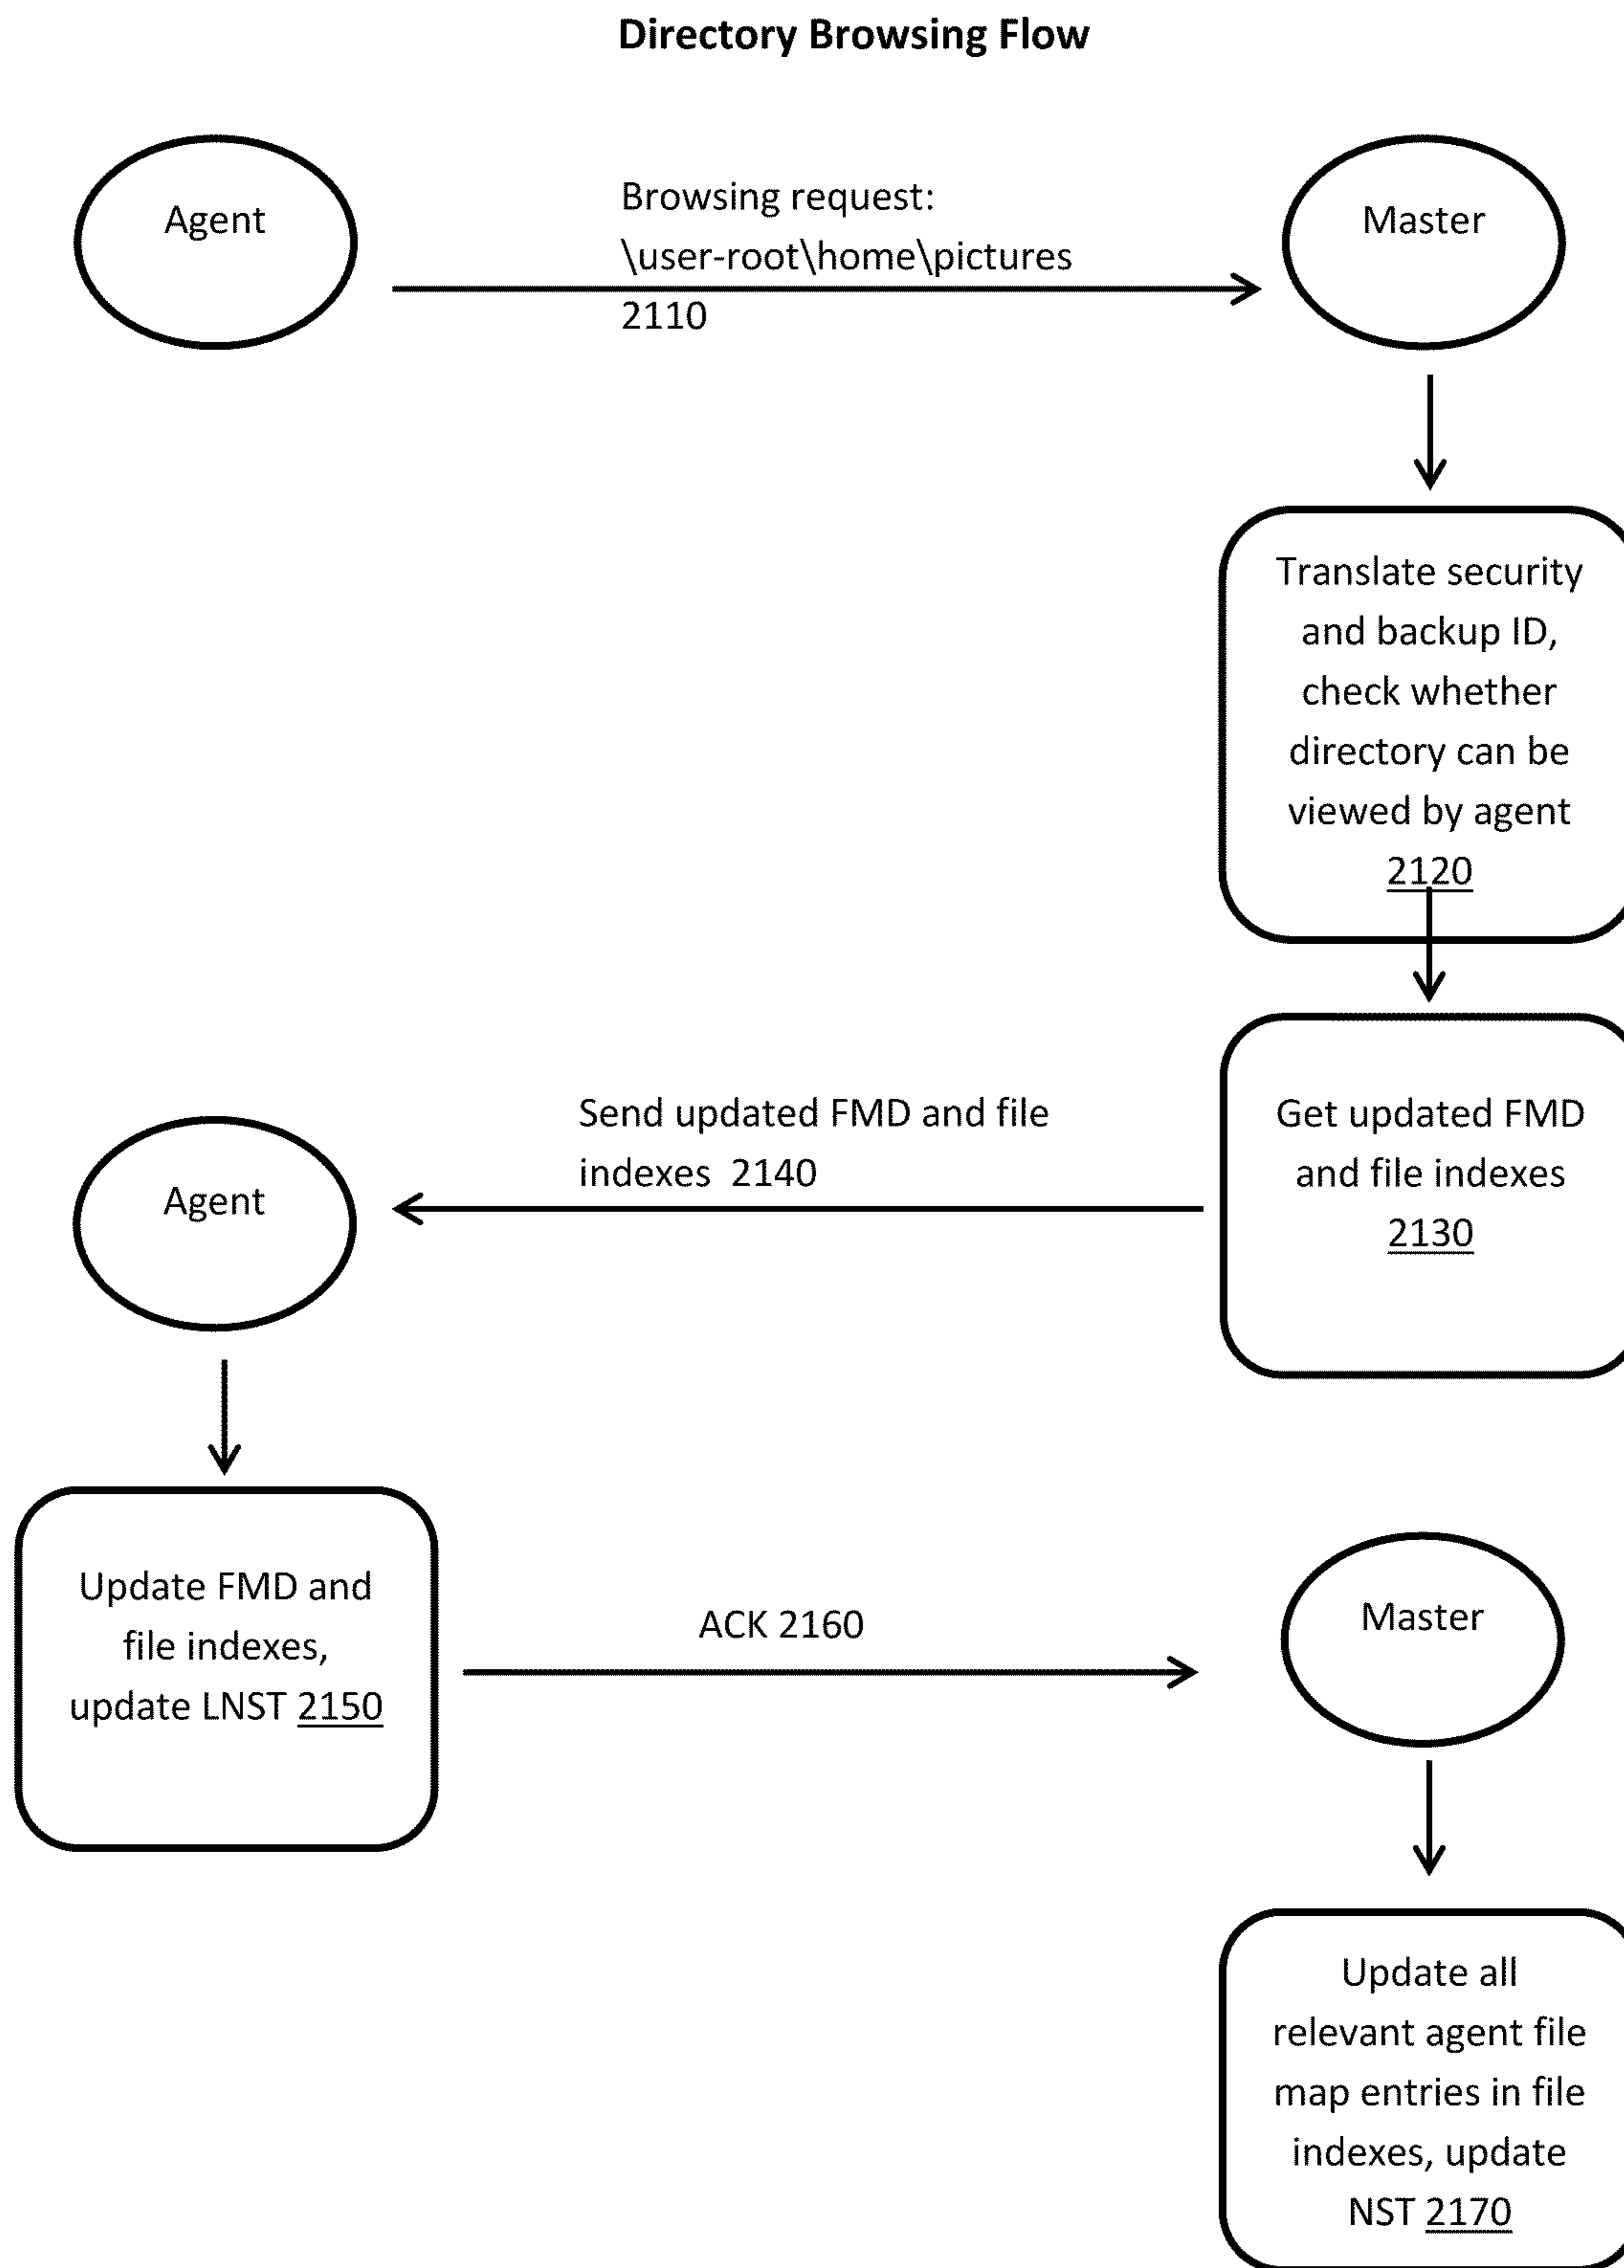 Directory Browsing Flow
Agent
Browsing request:
\user-root\home\pictures
2110
Master
Translate security
and backup ID,
check whether
directory can be
viewed by agent
2120
Get updated FMD
and file indexes
2130
Send updated FMD and file
indexes 2140
Agent
Update FMD and
file indexes,
update LNST 2150
ACK 2160
Master
Update all
relevant agent file
map entries in file
indexes, update
NST 2170